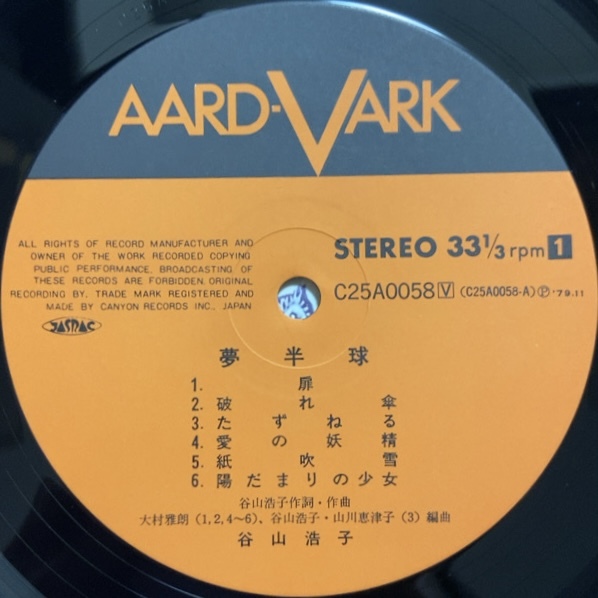 AARD-VARK
ALL RIGHTS OF RECORD MANUFACTURER AND
OWNER OF THE WORK RECORDED COPYING
PUBLIC PERFORMANCE. BROADCASTING OF
THESE RECORDS ARE FORBIDDEN. ORIGINAL
RECORDING BY. TRADE MARK REGISTERED AND
MADE BY CANYON RECORDS INC., JAPAN
JASRAC
STEREO 33⅓rpm 1
C25A0058 V (C25A0058-A) Ⓟ·'79.11
夢半球
1. 扉
2. 破れ傘
3. たずねる
4. 愛の妖精
5. 紙吹雪
6. 陽だまりの少女
谷山浩子作詞・作曲
大村雅朗(1,2,4~6)、谷山浩子・山川恵津子(3)編曲
谷山浩子